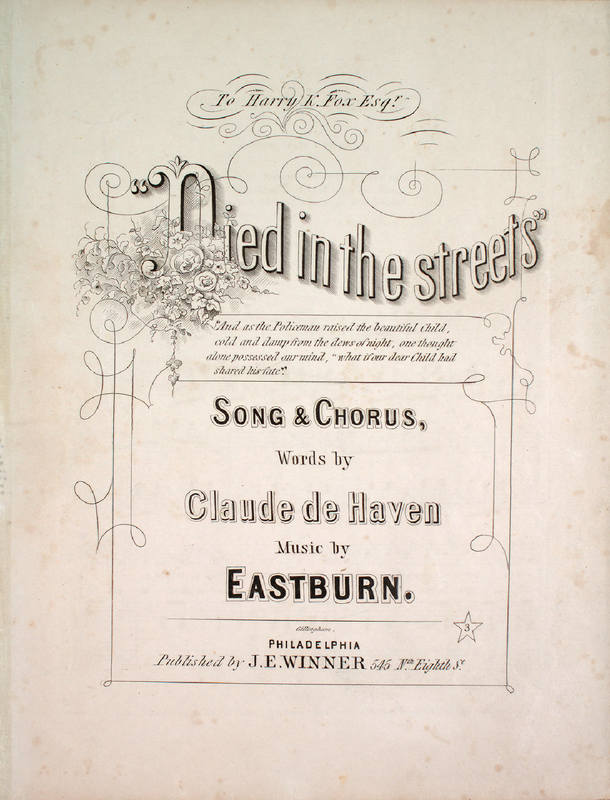 To Harry K. Fox Esqr
"Died in the streets"
"And as the Policeman raised the beautiful Child,
cold and damp from the dews of night, one thought
alone possessed our mind, "what if our dear Child had
shared his fate?"
SONG & CHORUS,
Words by
Claude de Haven
Music by
EASTBURN.
Gillingham.
3
PHILADELPHIA
Published by J.E. WINNER 545 Nth Eighth St